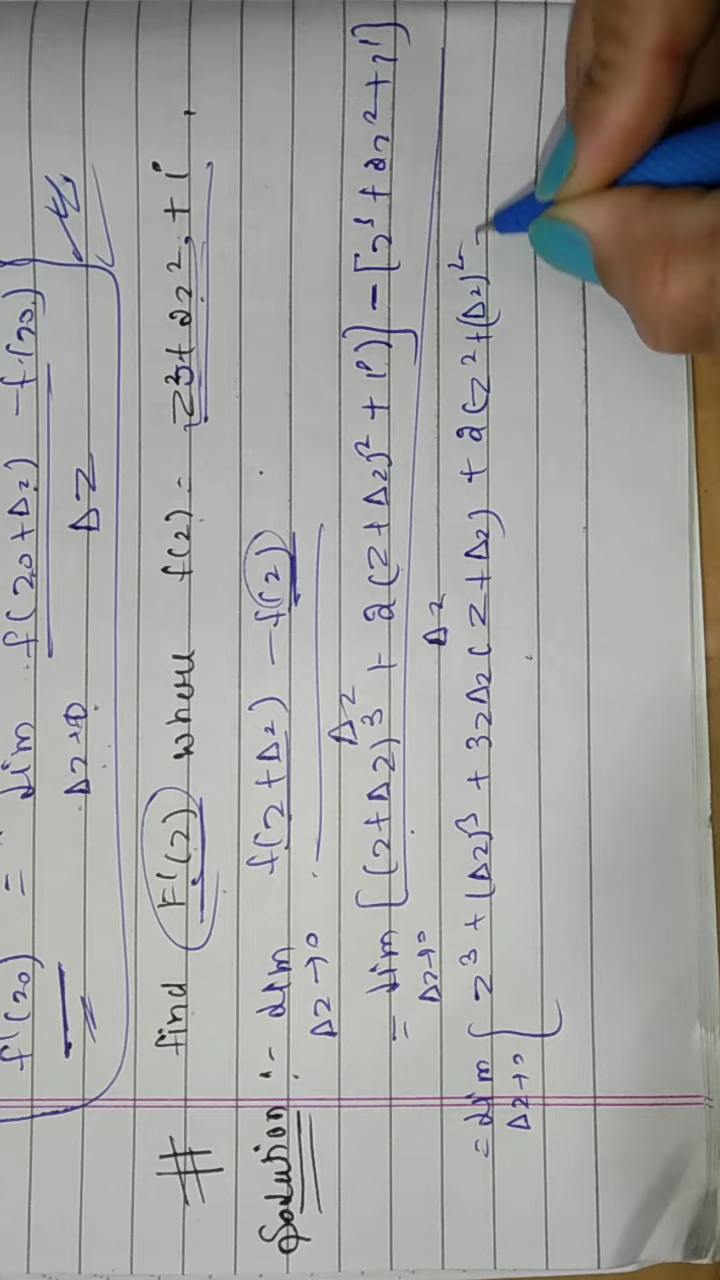 f'(z0) = lim f(z0+Δz) - f(z0)
Δz→0 Δz
# find F'(z) where f(z) = z³+2z²+i.
Solution :- lim f(z+Δz) - f(z)
Δz→0 Δz
= lim [(z+Δz)³ + 2(z+Δz)² + i)] - [z³+2z²+i]
Δz→0 Δz
= lim { z³ + (Δz)³ + 3zΔz(z+Δz) + 2(z²+(Δz)²
Δz→0